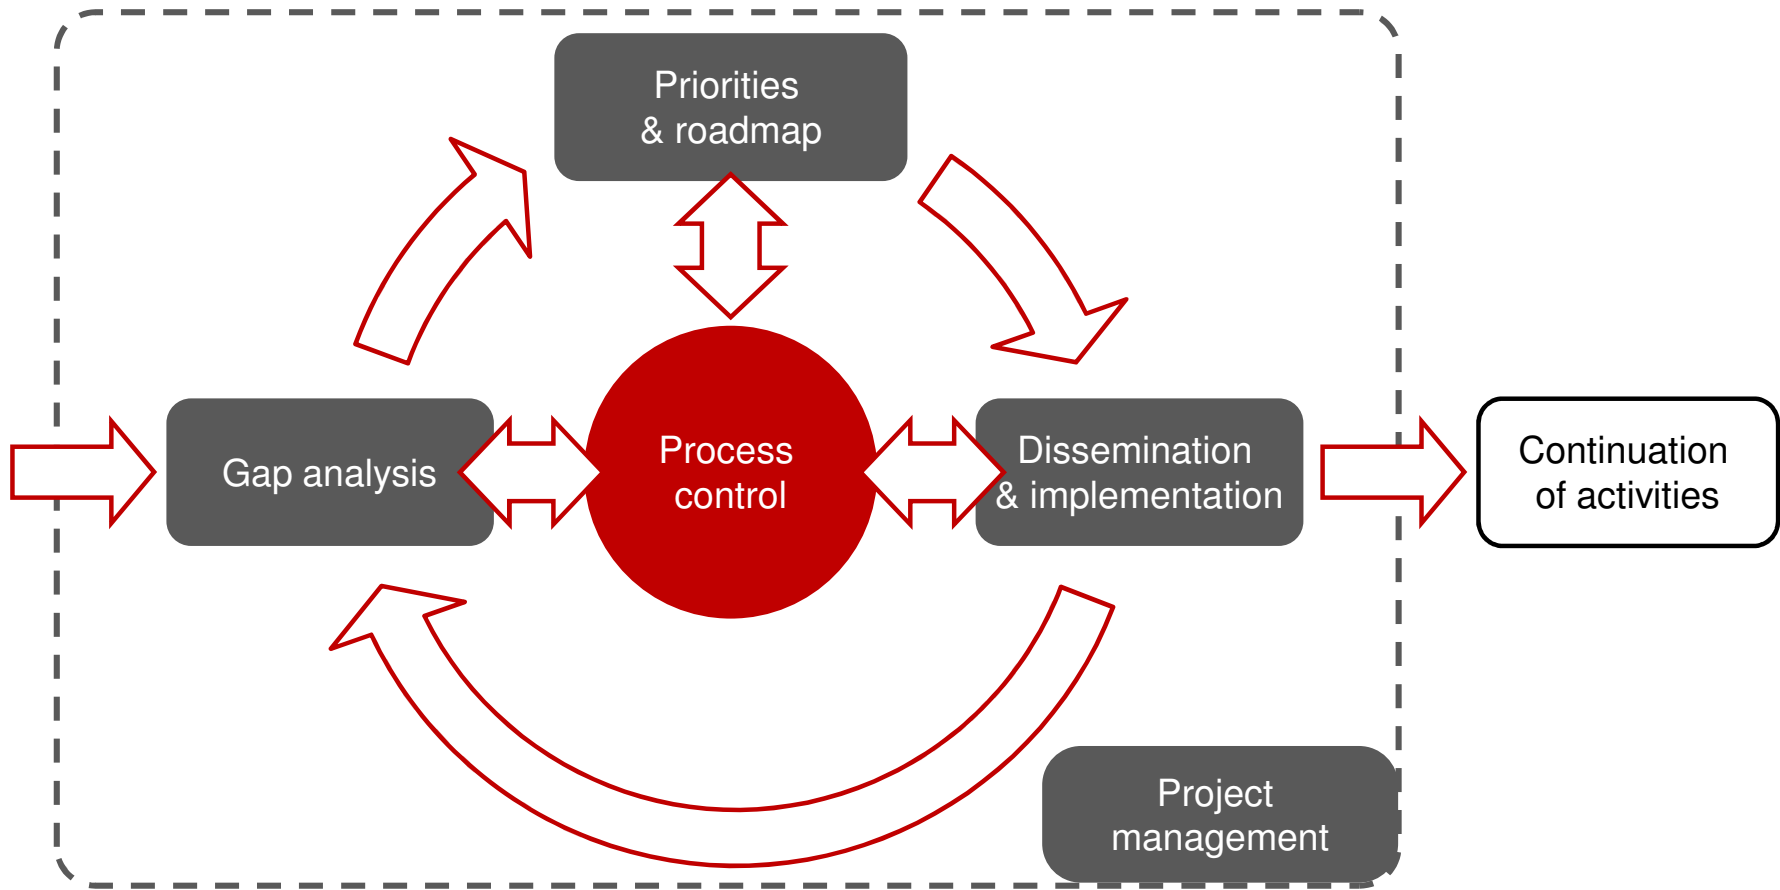 Priorities
& roadmap
Gap analysis
Process
control
Dissemination
& implementation
Continuation
of activities
Project
management